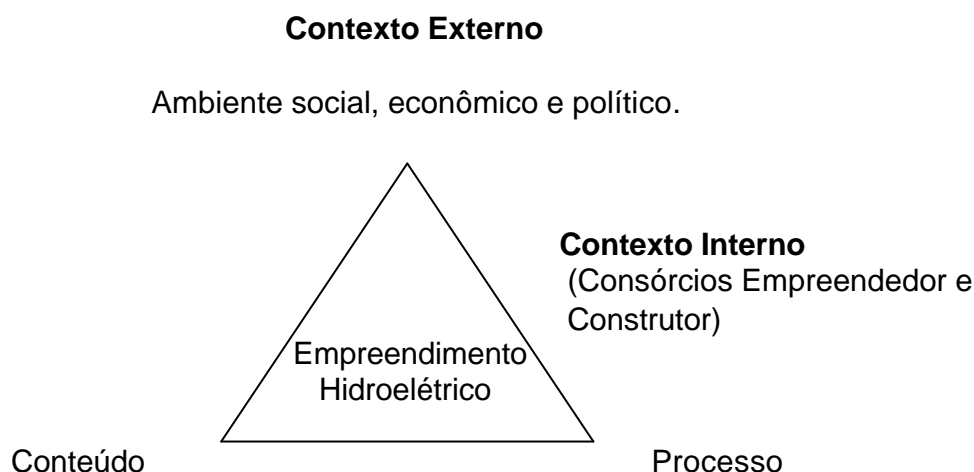 Contexto Externo
Ambiente social, econômico e político.
Contexto Interno
(Consórcios Empreendedor e
Construtor)
Empreendimento
Hidroelétrico
Conteúdo
Processo